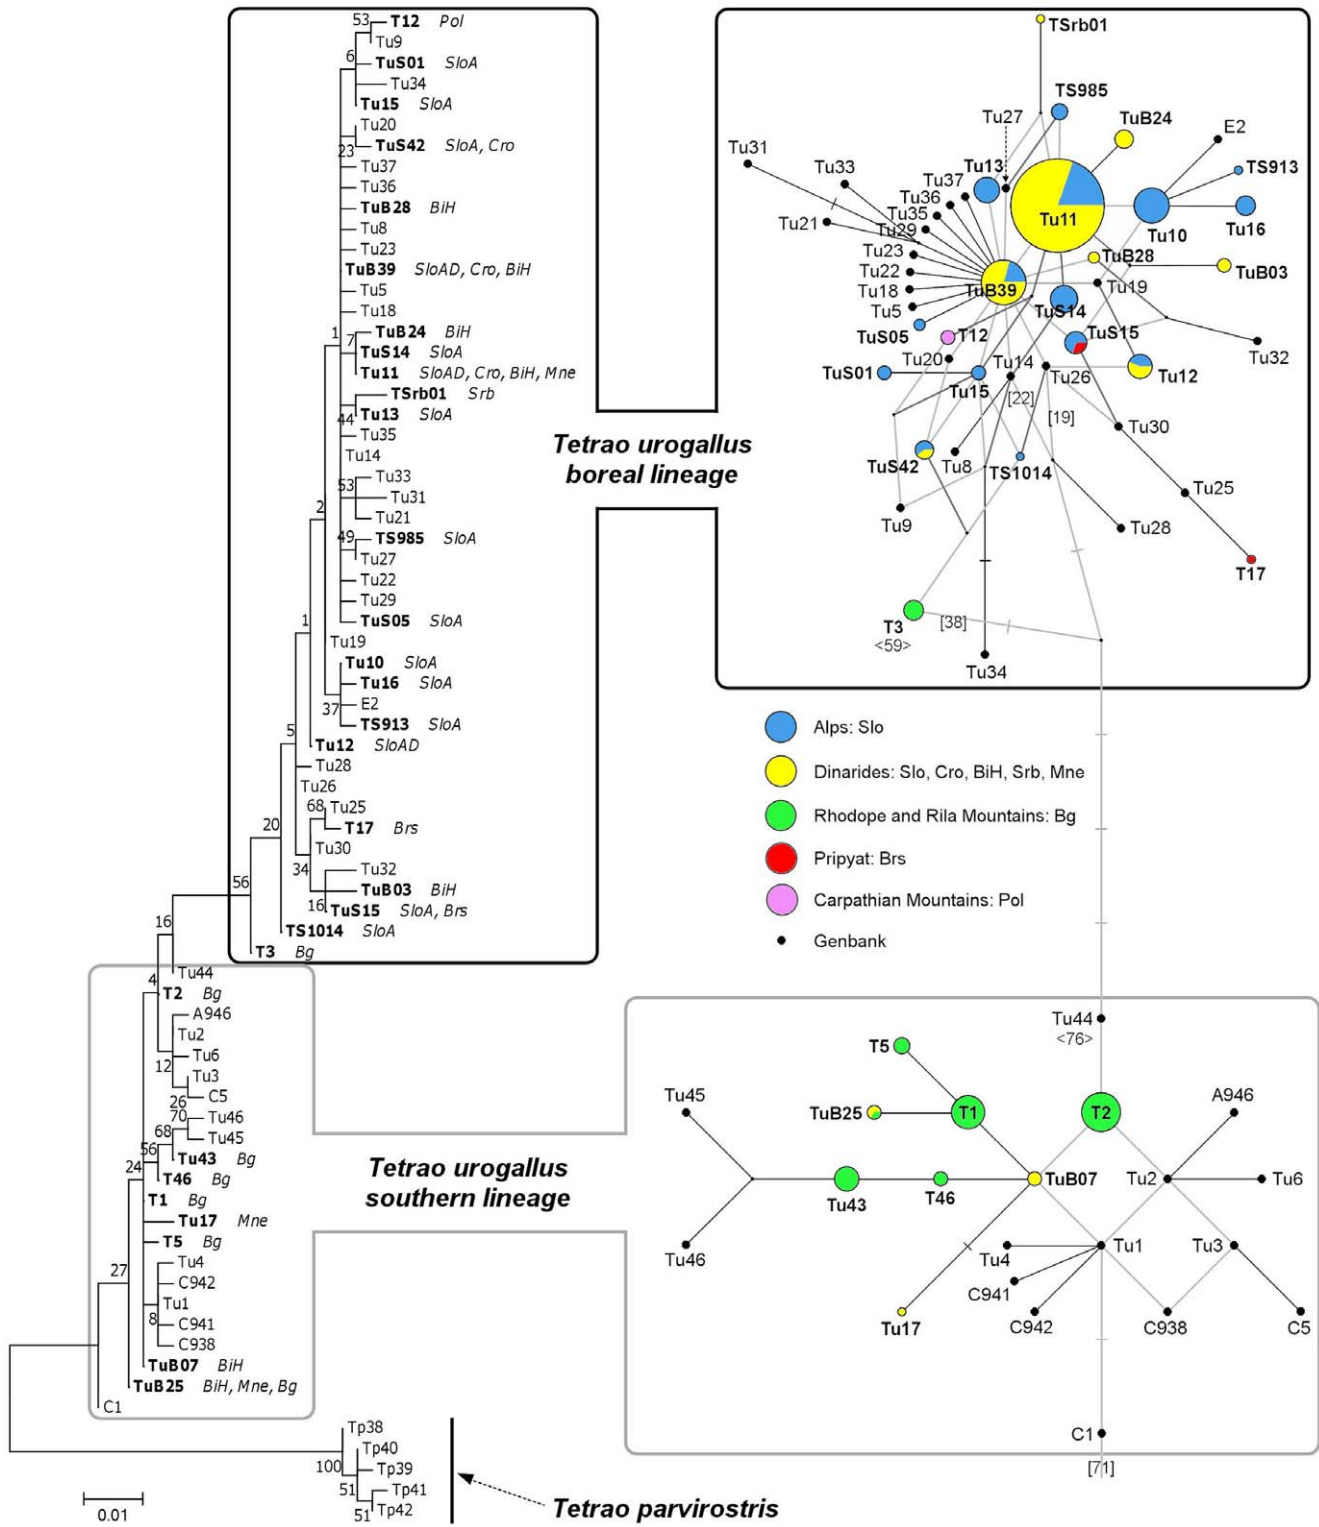 53 T12 Pol
Tu9
6 TuS01 SloA
Tu34
Tu15 SloA
Tu20
TuS42 SloA, Cro
23
Tu37
Tu36
TuB28 BiH
Tu8
Tu23
TuB39 SloAD, Cro, BiH
Tu5
Tu18
TuB24 BiH
1 7
TuS14 SloA
Tu11 SloAD, Cro, BiH, Mne
TSrb01 Srb
44 Tu13 SloA
Tu35
Tu14
Tu33
53
Tu31
Tu21
2
49 TS985 SloA
Tu27
Tu22
Tu29
TuS05 SloA
1
Tu19
Tu10 SloA
Tu16 SloA
E2
37
TS913 SloA
5
Tu12 SloAD
Tu28
Tu26
68 Tu25
20 T17 Brs
Tu30
34 Tu32
56 TuB03 BiH
16 TuS15 SloA, Brs
16
TS1014 SloA
T3 Bg
Tu44
4
T2 Bg
A946
Tu2
Tu6
12
Tu3
C5
26
70 Tu46
68 Tu45
56
Tu43 Bg
24
T46 Bg
T1 Bg
Tu17 Mne
T5 Bg
27 Tu4
C942
Tu1
8
C941
C938
TuB07 BiH
TuB25 BiH, Mne, Bg
C1
Tp38
Tp40
100 Tp39
51 Tp41
51 Tp42
0.01
Tetrao urogallus
boreal lineage
Tetrao urogallus
southern lineage
Tetrao parvirostris
TSrb01
TS985
Tu27
TuB24
E2
Tu31
Tu33
Tu13
TS913
Tu37
Tu36
Tu35
Tu29
Tu21
Tu11
Tu10
Tu16
Tu23
TuB28
TuB03
Tu22
TuB39
Tu19
Tu18
Tu5
TuS14
TuS05
T12
TuS15
Tu32
Tu20
Tu14
TuS01
Tu15
Tu26
Tu12
[22]
[19]
Tu30
TuS42
Tu8
TS1014
Tu25
Tu9
Tu28
T17
T3
[38]
<59>
Tu34
Alps: Slo
Dinarides: Slo, Cro, BiH, Srb, Mne
Rhodope and Rila Mountains: Bg
Pripyat: Brs
Carpathian Mountains: Pol
Genbank
Tu44
<76>
T5
Tu45
A946
TuB25
T1
T2
TuB07
Tu2
Tu6
Tu43
T46
Tu46
Tu4
Tu1
Tu3
C941
Tu17
C942
C938
C5
C1
[71]